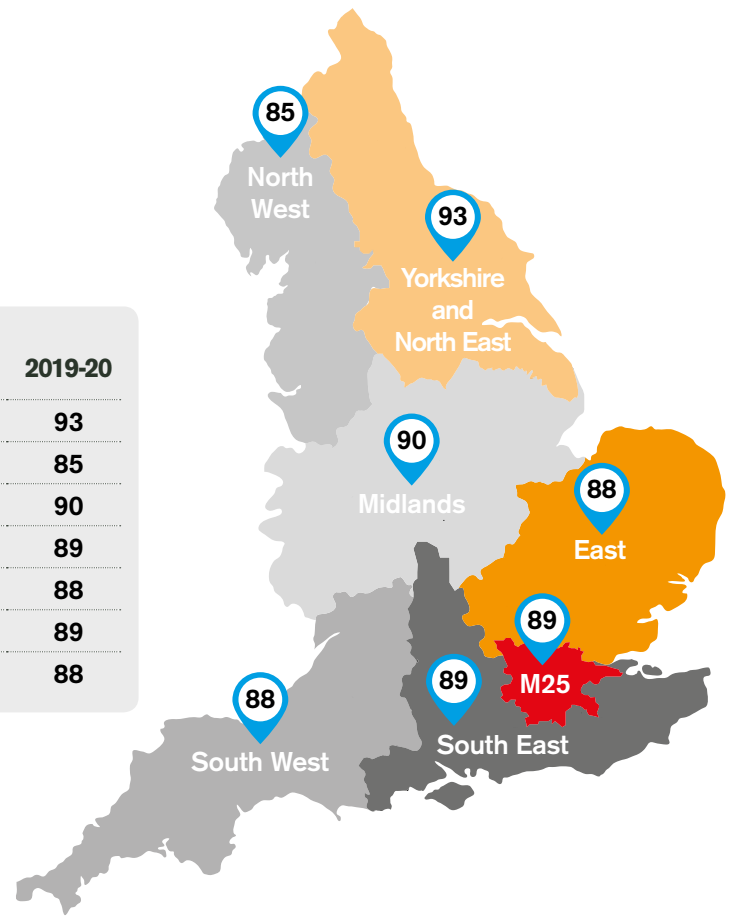 2019-20
93
85
90
89
88
89
88
85
North
West
93
Yorkshire
and
North East
90
Midlands
88
East
89
M25
89
South East
88
South West